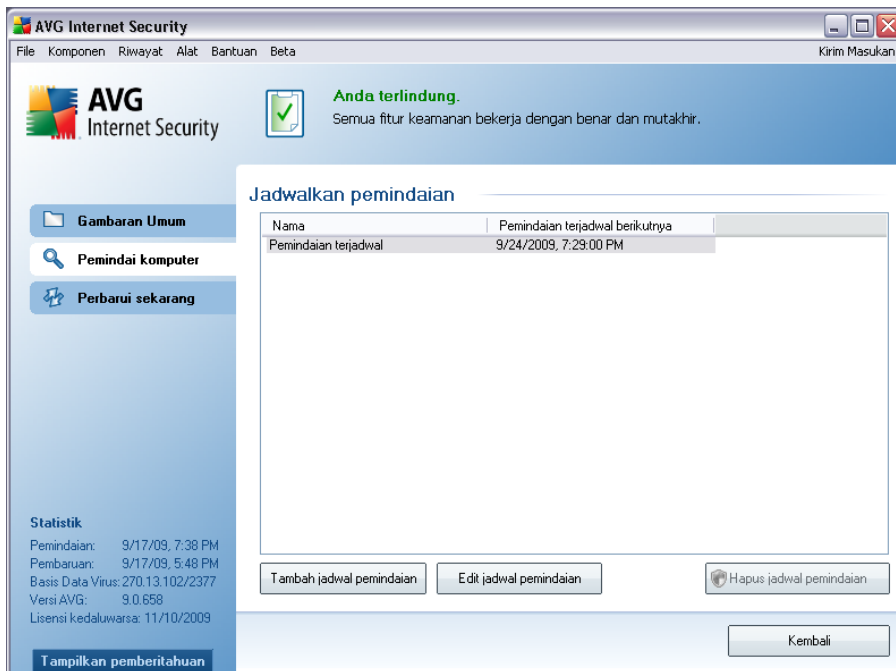 AVG Internet Security
File Komponen Riwayat Alat Bantuan Beta Kirim Masukan
AVG
Internet Security
Anda terlindung.
Semua fitur keamanan bekerja dengan benar dan mutakhir.
Gambaran Umum
Pemindai komputer
Perbarui sekarang
Jadwalkan pemindaian
Nama Pemindaian terjadwal berikutnya
Pemindaian terjadwal 9/24/2009, 7:29:00 PM
Statistik
Pemindaian: 9/17/09, 7:38 PM
Pembaruan: 9/17/09, 5:48 PM
Basis Data Virus: 270.13.102/2377
Versi AVG: 9.0.658
Lisensi kedaluwarsa: 11/10/2009
Tampilkan pemberitahuan
Tambah jadwal pemindaian Edit jadwal pemindaian Hapus jadwal pemindaian
Kembali